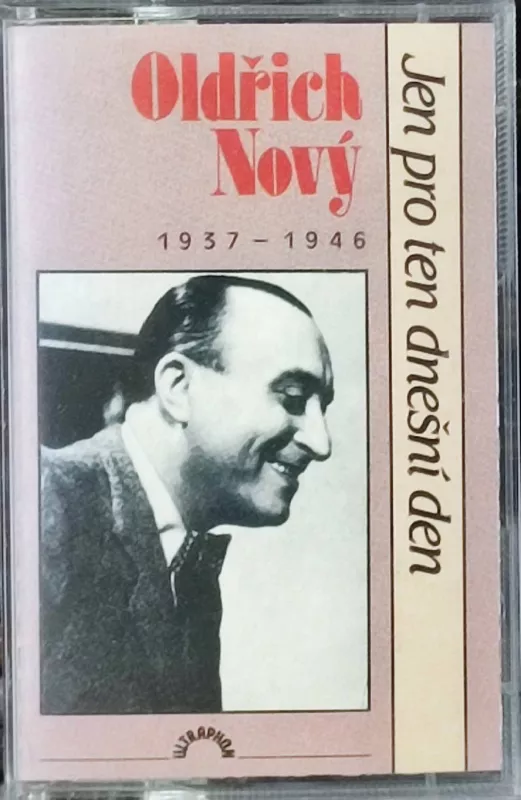 Oldřich
Nový
1937 – 1946
Jen pro ten dnešní den
ULTRAPHON